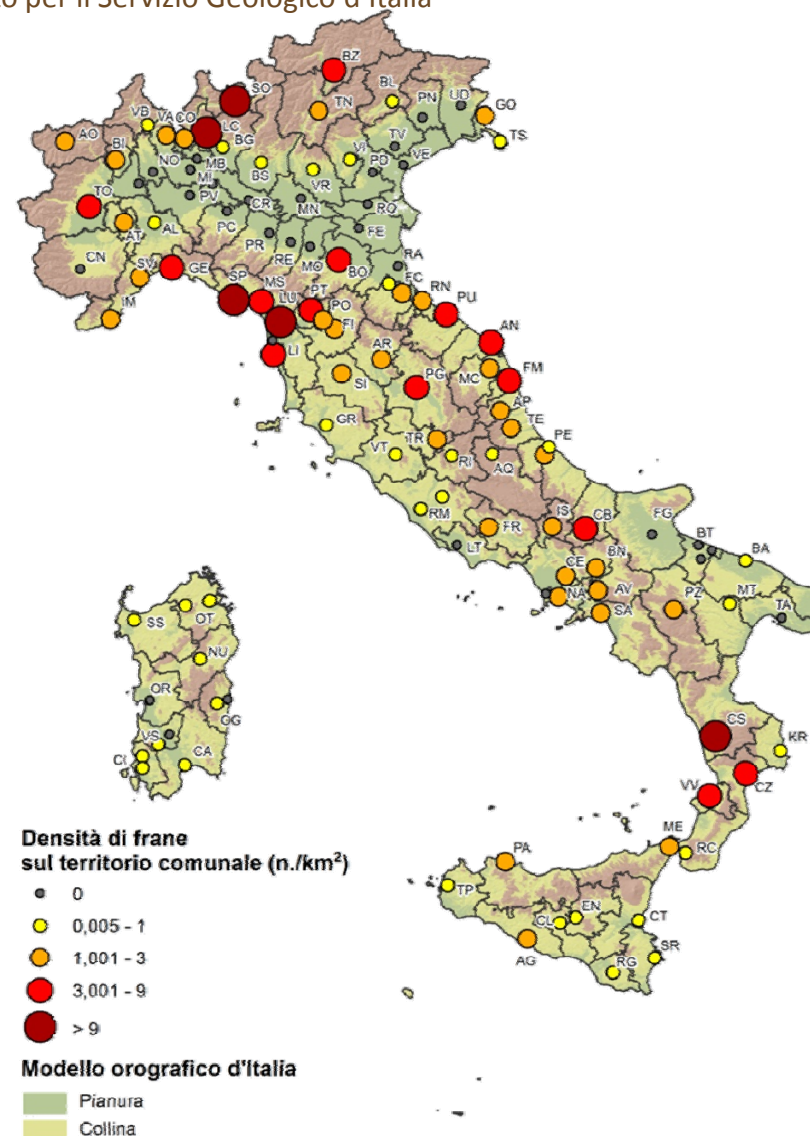 to per il Servizio Geologico d'Italia
BZ
SO
BL
PN
UD
GO
TN
VB
VA
CO
LC
BG
TV
TS
AO
BI
NO
MB
MI
BS
VI
PD
VE
VR
TO
PV
CR
MN
RO
AT
AL
PC
FE
PR
RE
MO
BO
RA
CN
SV
GE
SP
MS
LU
PT
PO
FI
FC
RN
PU
IM
LI
AR
AN
SI
PG
MC
FM
AP
GR
TR
TE
PE
VT
RI
AQ
RM
FR
IS
CB
FG
BT
LT
BA
CE
BN
NA
AV
PZ
MT
SA
TA
SS
OT
NU
OR
OG
VS
CI
CA
CS
KR
CZ
VV
ME
PA
RC
TP
EN
CL
CT
AG
SR
RG
Densità di frane
sul territorio comunale (n./km²)
0
0,005 - 1
1,001 - 3
3,001 - 9
> 9
Modello orografico d'Italia
Pianura
Collina